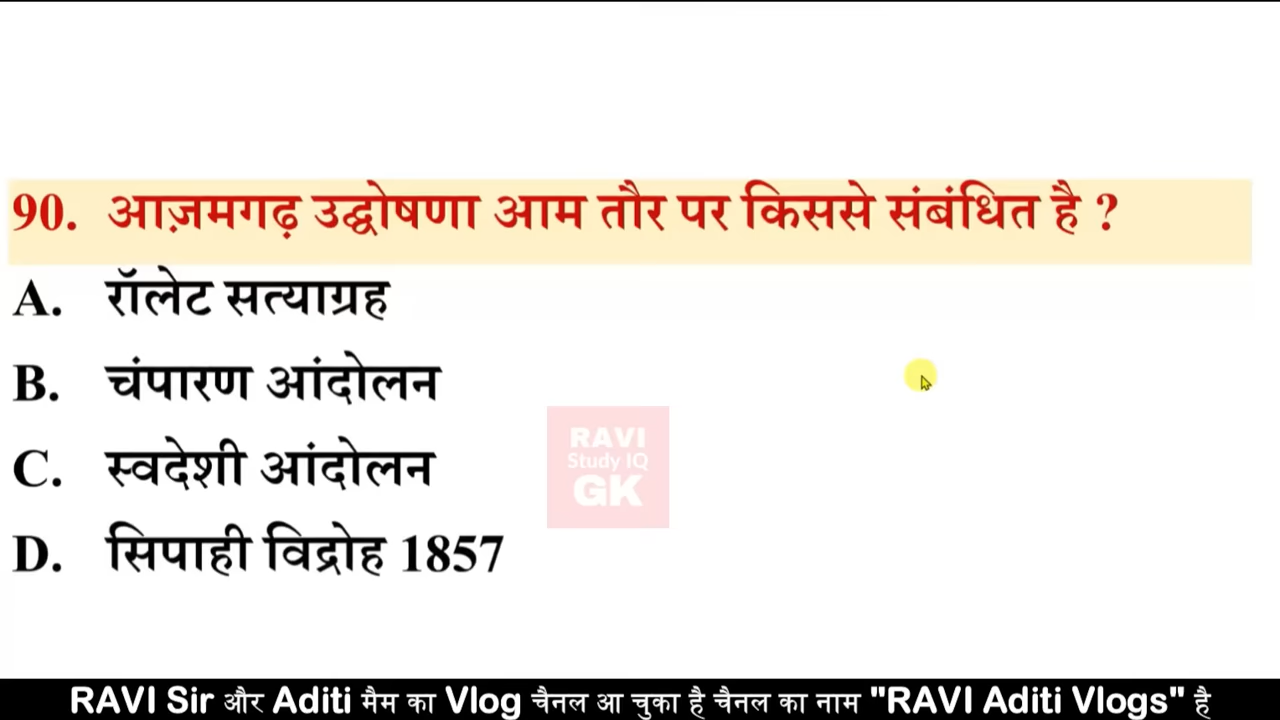 90. आज़मगढ़ उद्घोषणा आम तौर पर किससे संबंधित है ?
A. रॉलेट सत्याग्रह
B. चंपारण आंदोलन
C. स्वदेशी आंदोलन
D. सिपाही विद्रोह 1857
RAVI
Study IQ
GK
RAVI Sir और Aditi मैम का Vlog चैनल आ चुका है चैनल का नाम "RAVI Aditi Vlogs" है